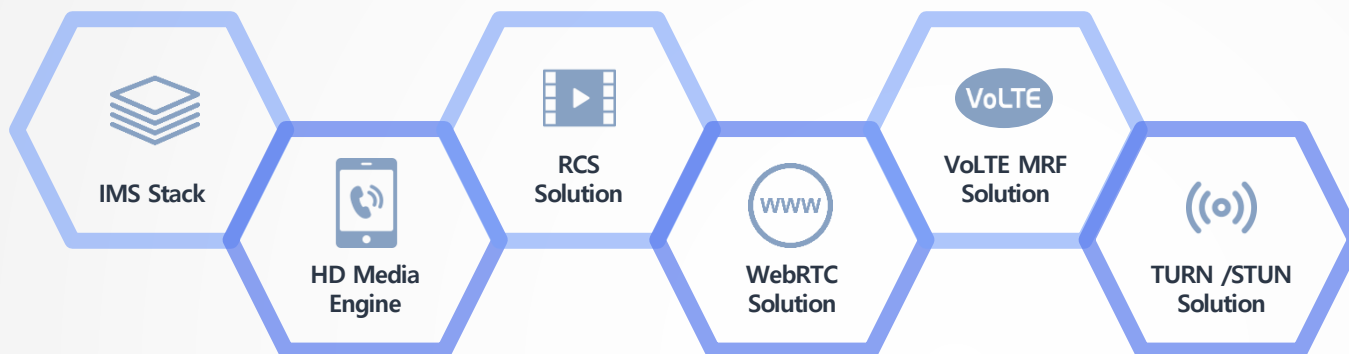 IMS Stack
HD Media
Engine
RCS
Solution
WWW
WebRTC
Solution
VoLTE
VoLTE MRF
Solution
TURN /STUN
Solution